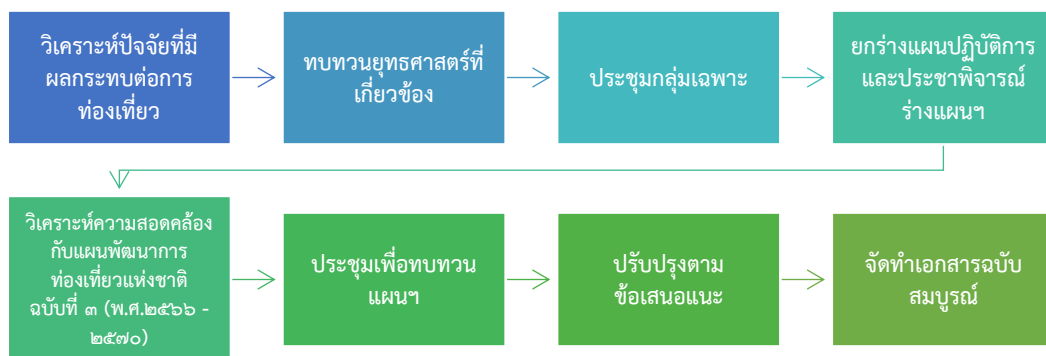 วิเคราะห์ปัจจัยที่มี
ผลกระทบต่อการ
ท่องเที่ยว
ทบทวนยุทธศาสตร์ที่
เกี่ยวข้อง
ประชุมกลุ่มเฉพาะ
ยกร่างแผนปฏิบัติการ
และประชาพิจารณ์
ร่างแผนฯ
วิเคราะห์ความสอดคล้อง
กับแผนพัฒนาการ
ท่องเที่ยวแห่งชาติ
ฉบับที่ ๓ (พ.ศ.๒๕๖๖ -
๒๕๗๐)
ประชุมเพื่อทบทวน
แผนฯ
ปรับปรุงตาม
ข้อเสนอแนะ
จัดทำเอกสารฉบับ
สมบูรณ์